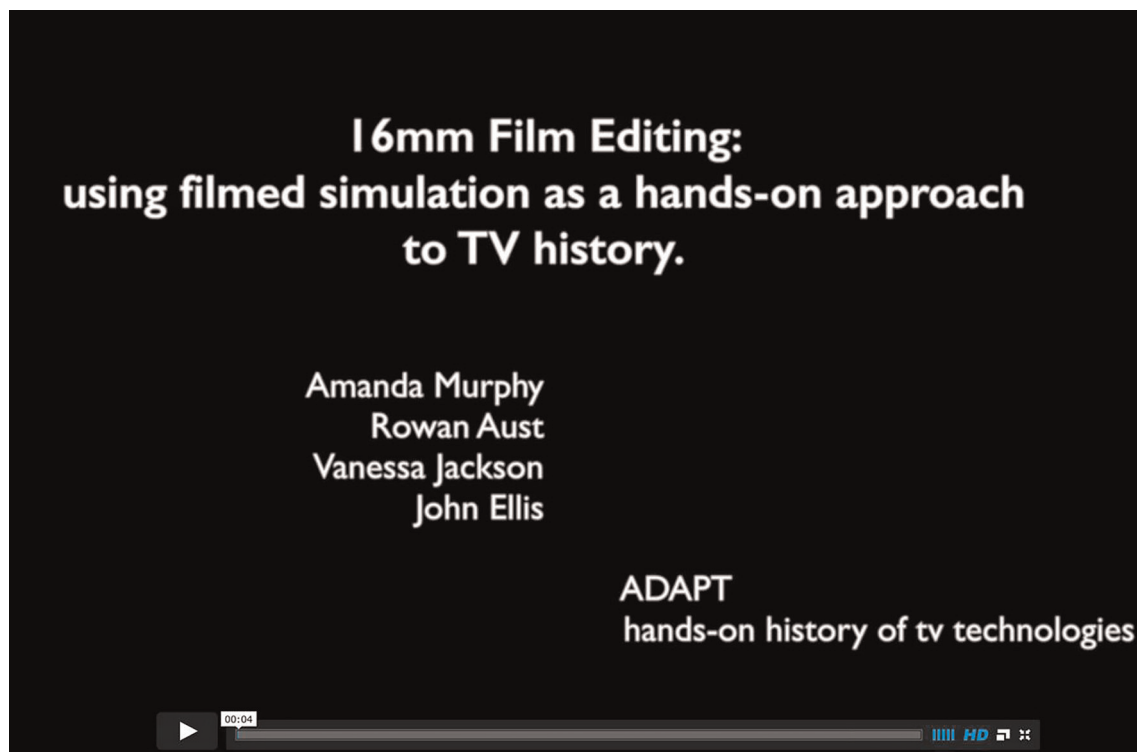 16mm Film Editing:
using filmed simulation as a hands-on approach
to TV history.
Amanda Murphy
Rowan Aust
Vanessa Jackson
John Ellis
ADAPT
hands-on history of tv technologies
00:04
HD